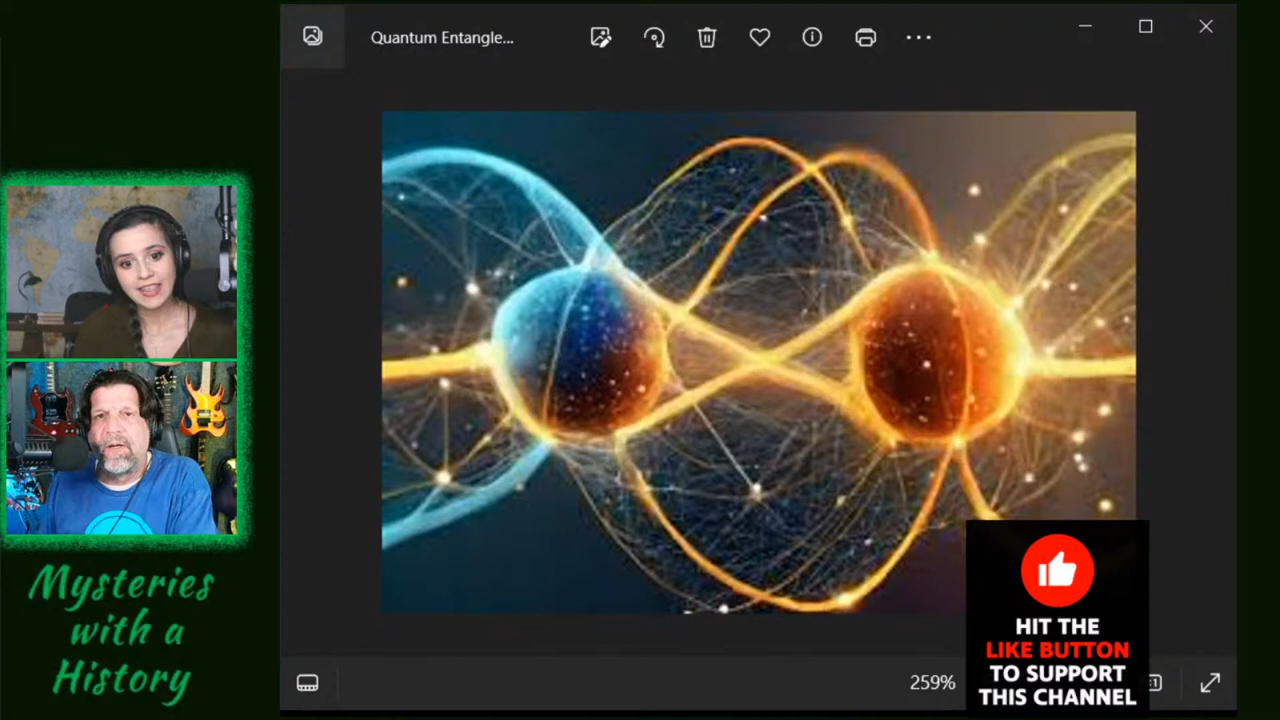 Quantum Entangle...
Mysteries
with a
History
259%
HIT THE
LIKE BUTTON
TO SUPPORT
THIS CHANNEL